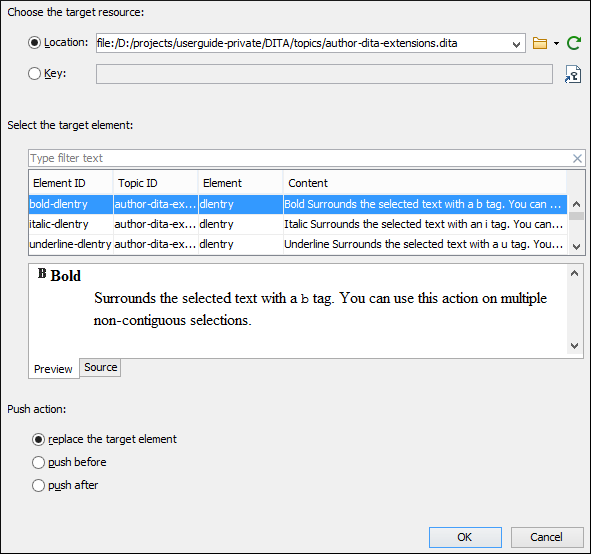 Choose the target resource:
Location: file:/D:/projects/userguide-private/DITA/topics/author-dita-extensions.dita
Key:
Select the target element:
Type filter text
Element ID Topic ID Element Content
bold-dlentry author-dita-ex... dlentry Bold Surrounds the selected text with a b tag. You can ...
italic-dlentry author-dita-ex... dlentry Italic Surrounds the selected text with an i tag. You can...
underline-dlentry author-dita-ex... dlentry Underline Surrounds the selected text with a u tag. You...
B Bold
Surrounds the selected text with a b tag. You can use this action on multiple
non-contiguous selections.
Preview Source
Push action:
replace the target element
push before
push after
OK Cancel